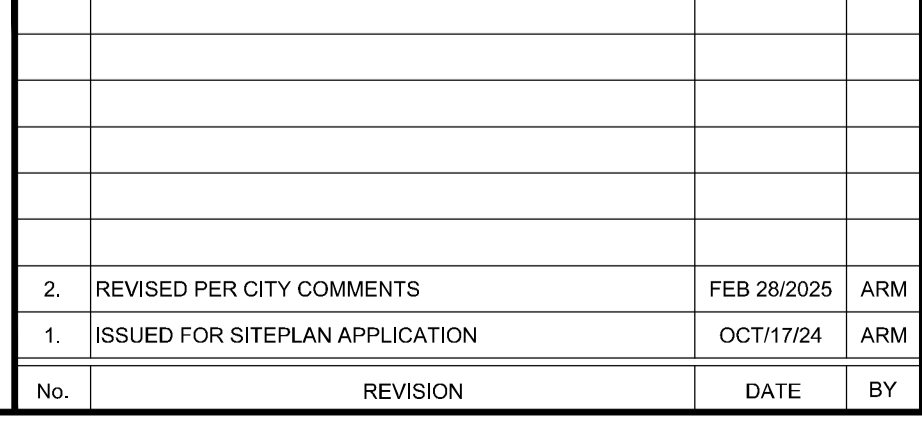 2. REVISED PER CITY COMMENTS FEB 28/2025 ARM
1. ISSUED FOR SITEPLAN APPLICATION OCT/17/24 ARM
No. REVISION DATE BY